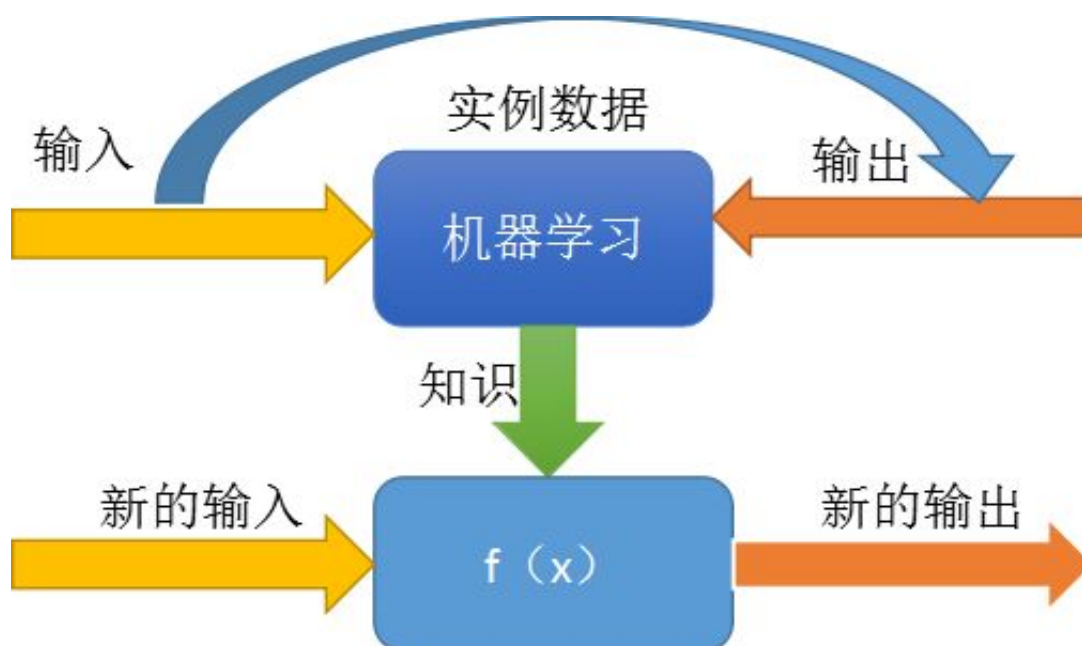 实例数据
输入
输出
机器学习
知识
新的输入
新的输出
f（x）